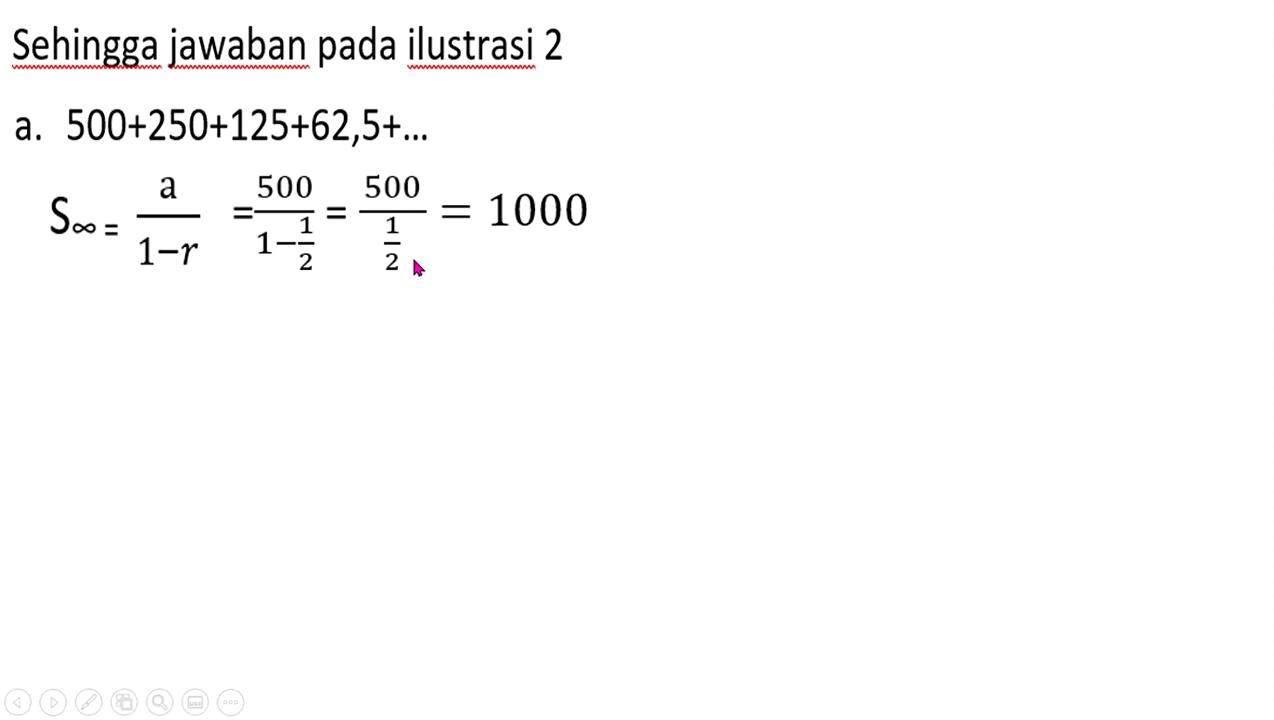 Sehingga jawaban pada ilustrasi 2
a. 500+250+125+62,5+...
S∞ = a/(1−r) = 500/(1−1/2) = 500/(1/2) = 1000